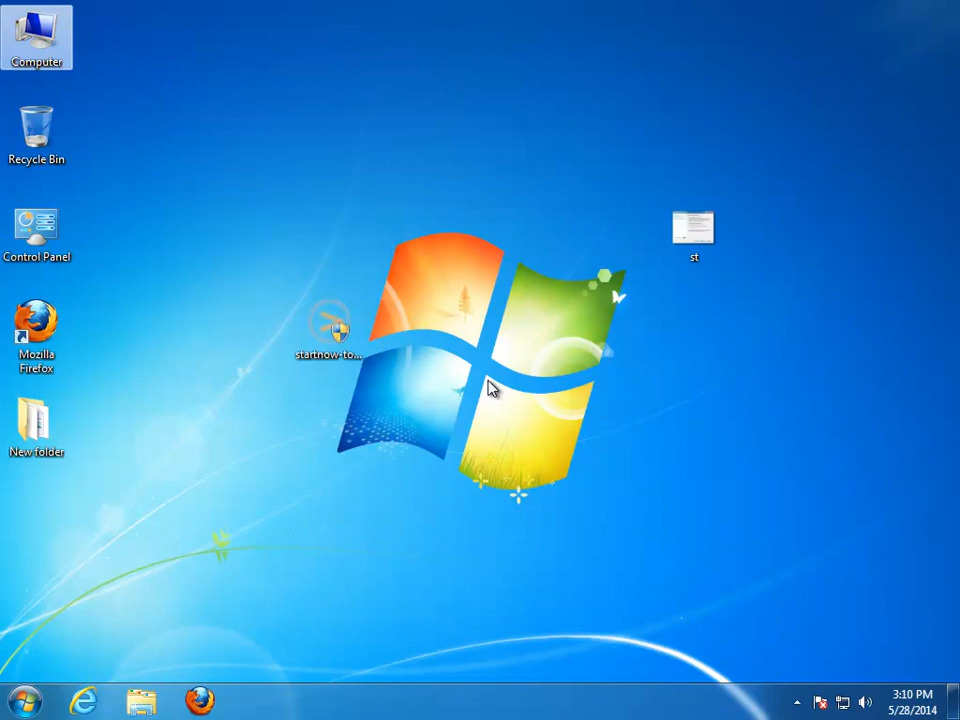 Computer
Recycle Bin
Control Panel
Mozilla
Firefox
New folder
startnow-to...
st
3:10 PM
5/28/2014